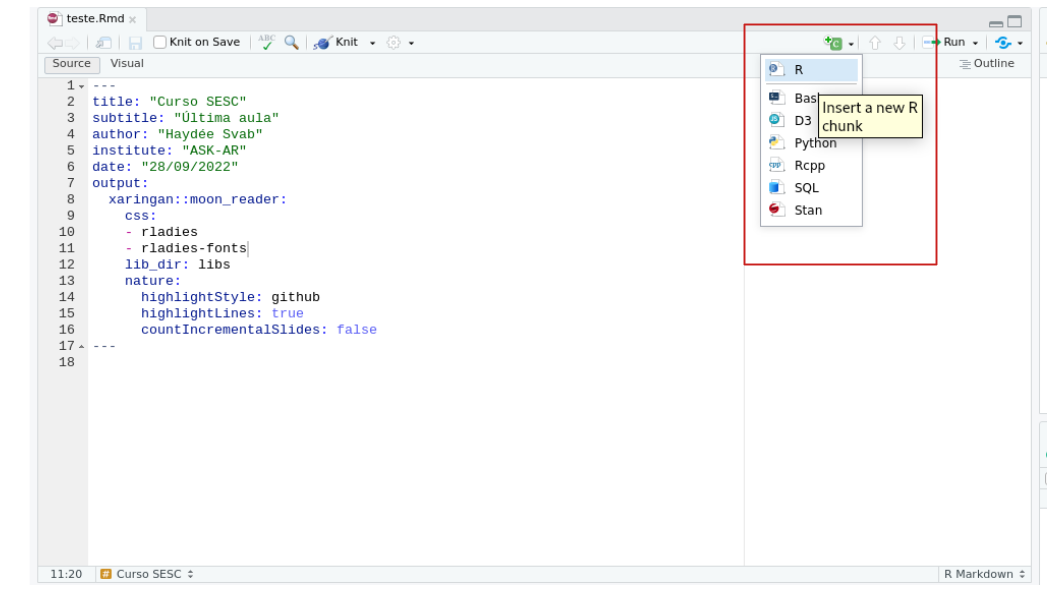 teste.Rmd ×
Knit on Save ABC Knit Run
Source Visual Outline
1 ---
2 title: "Curso SESC"
3 subtitle: "Última aula"
4 author: "Haydée Svab"
5 institute: "ASK-AR"
6 date: "28/09/2022"
7 output:
8 xaringan::moon_reader:
9 css:
10 - rladies
11 - rladies-fonts
12 lib_dir: libs
13 nature:
14 highlightStyle: github
15 highlightLines: true
16 countIncrementalSlides: false
17 ---
18
R
D3
Python
Rcpp
SQL
Stan
Insert a new R
chunk
11:20 # Curso SESC R Markdown